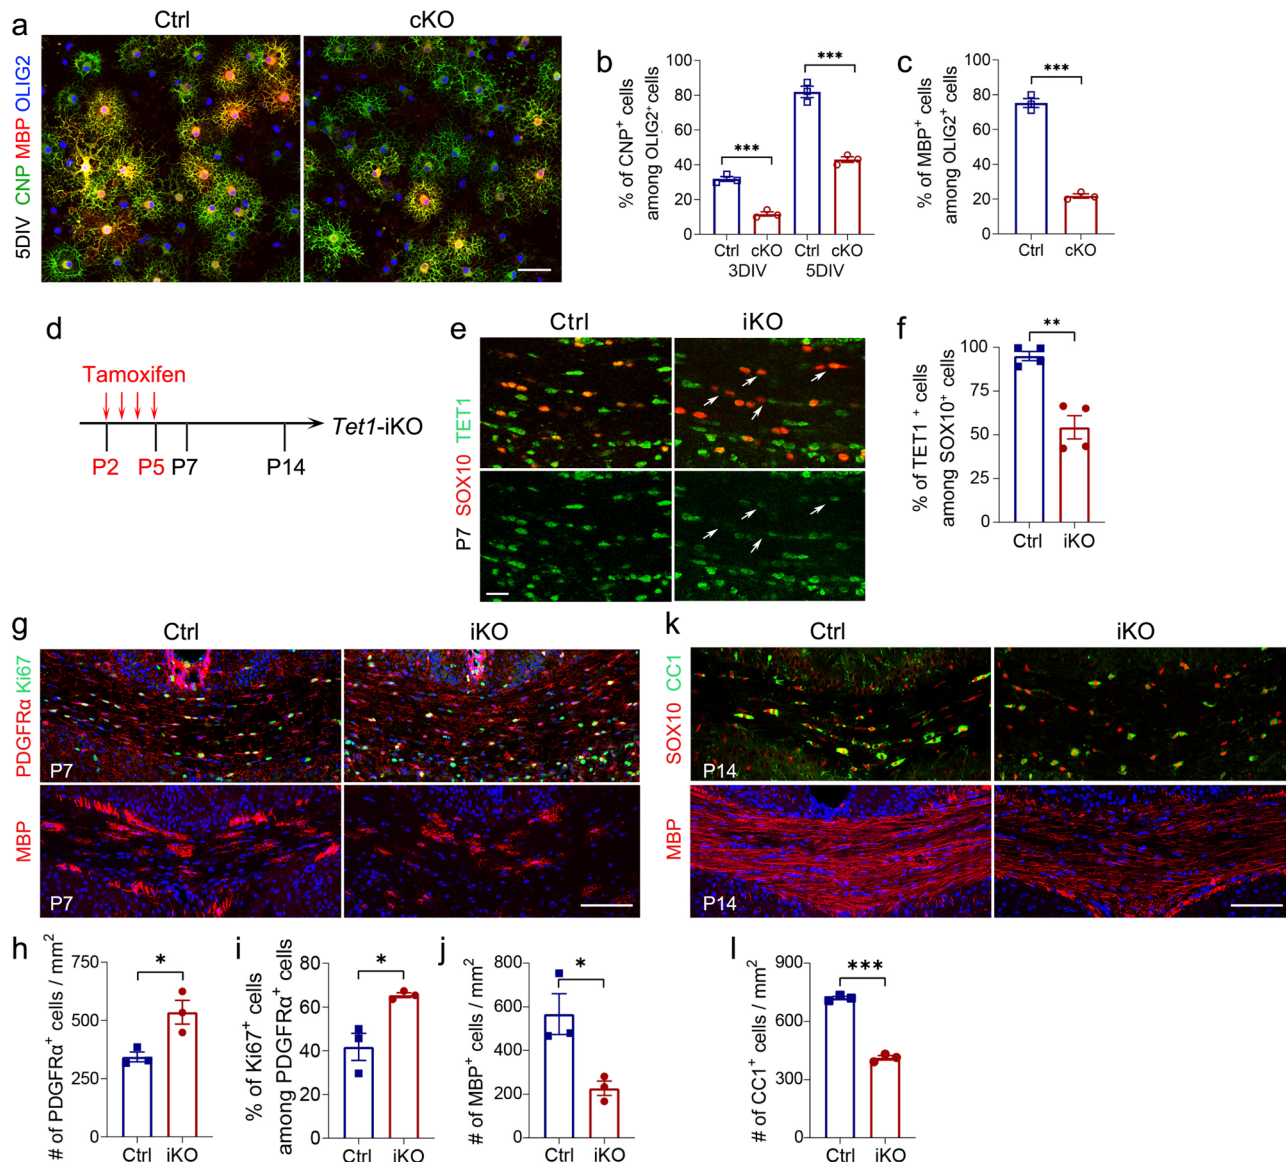 a
Ctrl
cKO
5DIV CNP MBP OLIG2
b
% of CNP⁺ cells
among OLIG2⁺ cells
100
80
60
40
20
0
***
***
Ctrl cKO Ctrl cKO
3DIV 5DIV
c
% of MBP⁺ cells
among OLIG2⁺ cells
100
80
60
40
20
0
***
Ctrl cKO
d
Tamoxifen
Tet1-iKO
P2 P5 P7 P14
e
Ctrl
iKO
P7 SOX10 TET1
f
% of TET1 ⁺ cells
among SOX10⁺ cells
100
75
50
25
0
**
Ctrl iKO
g
Ctrl
iKO
PDGFRα Ki67
P7
MBP
P7
k
Ctrl
iKO
SOX10 CC1
P14
MBP
P14
h
# of PDGFRα⁺ cells / mm²
750
500
250
0
*
Ctrl iKO
i
% of Ki67⁺ cells
among PDGFRα⁺ cells
80
60
40
20
0
*
Ctrl iKO
j
# of MBP⁺ cells / mm²
800
600
400
200
0
*
Ctrl iKO
l
# of CC1⁺ cells / mm²
900
600
300
0
***
Ctrl iKO